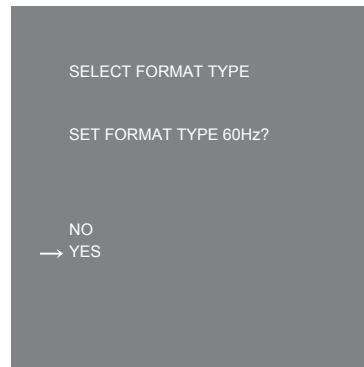 SELECT FORMAT TYPE
SET FORMAT TYPE 60Hz?
NO
→ YES